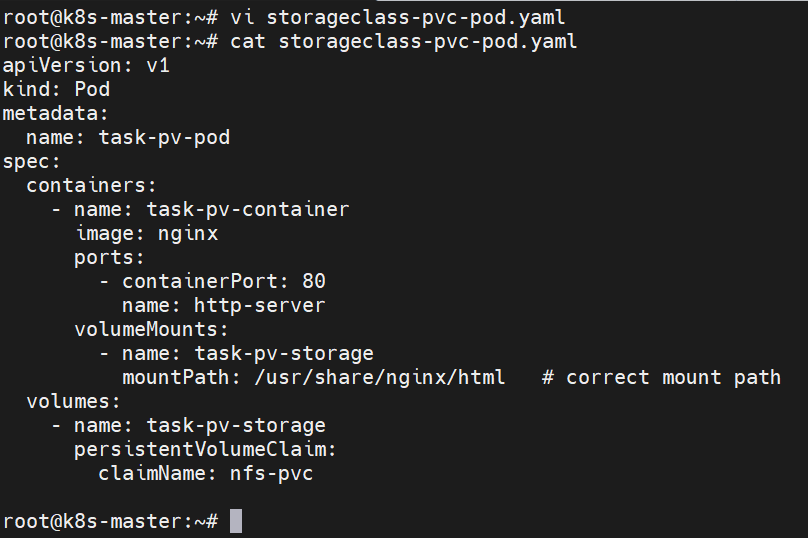 root@k8s-master:~# vi storageclass-pvc-pod.yaml
root@k8s-master:~# cat storageclass-pvc-pod.yaml
apiVersion: v1
kind: Pod
metadata:
  name: task-pv-pod
spec:
  containers:
    - name: task-pv-container
      image: nginx
      ports:
        - containerPort: 80
          name: http-server
      volumeMounts:
        - name: task-pv-storage
          mountPath: /usr/share/nginx/html   # correct mount path
  volumes:
    - name: task-pv-storage
      persistentVolumeClaim:
        claimName: nfs-pvc

root@k8s-master:~#